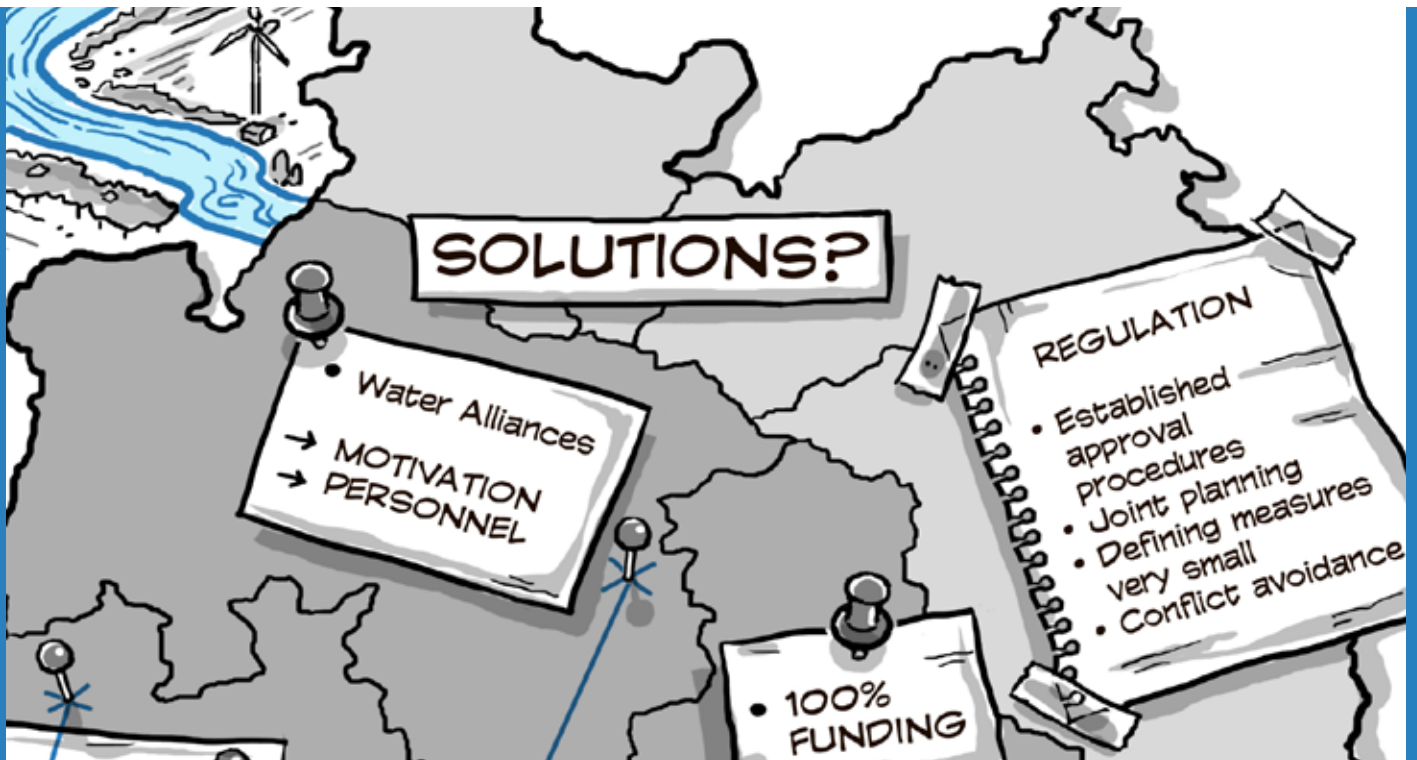 SOLUTIONS?
• Water Alliances
→ MOTIVATION
→ PERSONNEL
REGULATION
• Established
approval
procedures
• Joint planning
• Defining measures
very small
• Conflict avoidance
• 100%
FUNDING